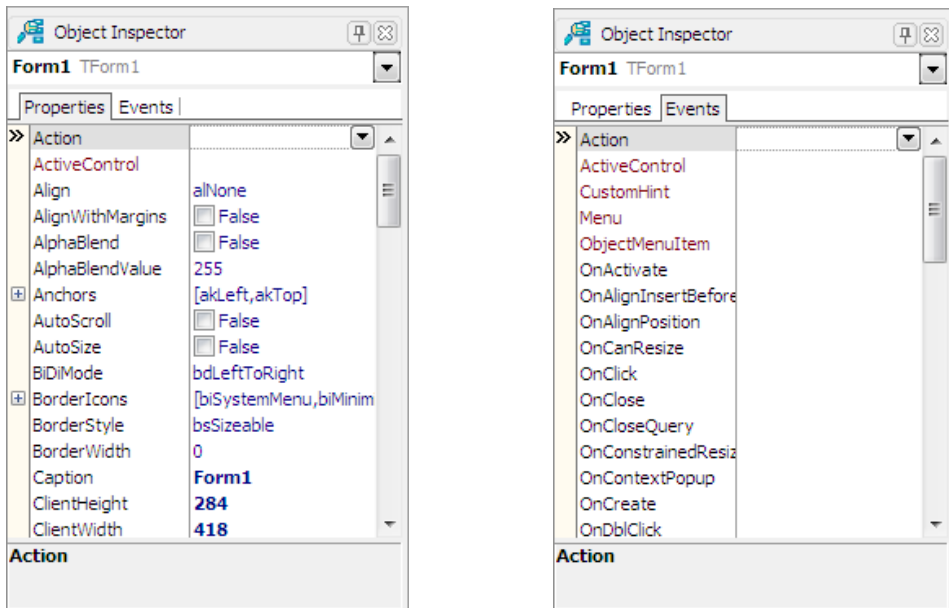 Object Inspector
Form1 TForm1
Properties Events
Action
ActiveControl
Align alNone
AlignWithMargins False
AlphaBlend False
AlphaBlendValue 255
Anchors [akLeft,akTop]
AutoScroll False
AutoSize False
BiDiMode bdLeftToRight
BorderIcons [biSystemMenu,biMinim
BorderStyle bsSizeable
BorderWidth 0
Caption Form1
ClientHeight 284
ClientWidth 418
Action
Object Inspector
Form1 TForm1
Properties Events
Action
ActiveControl
CustomHint
Menu
ObjectMenuItem
OnActivate
OnAlignInsertBefore
OnAlignPosition
OnCanResize
OnClick
OnClose
OnCloseQuery
OnConstrainedResiz
OnContextPopup
OnCreate
OnDblClick
Action